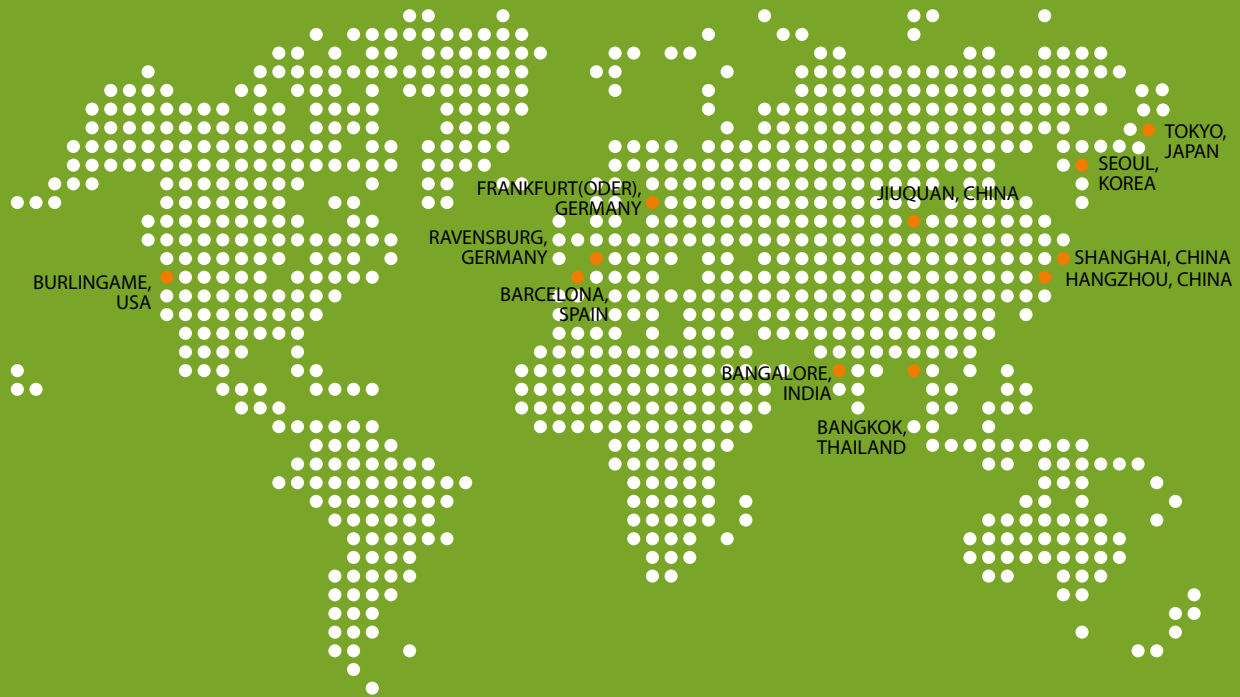 TOKYO,
JAPAN
SEOUL,
KOREA
FRANKFURT(ODER),
GERMANY
JIUQUAN, CHINA
RAVENSBURG,
GERMANY
SHANGHAI, CHINA
HANGZHOU, CHINA
BURLINGAME,
USA
BARCELONA,
SPAIN
BANGALORE,
INDIA
BANGKOK,
THAILAND